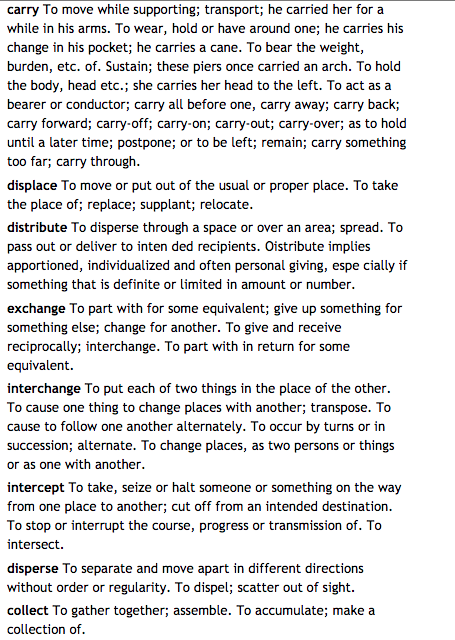 carry To move while supporting; transport; he carried her for a
while in his arms. To wear, hold or have around one; he carries his
change in his pocket; he carries a cane. To bear the weight,
burden, etc. of. Sustain; these piers once carried an arch. To hold
the body, head etc.; she carries her head to the left. To act as a
bearer or conductor; carry all before one, carry away; carry back;
carry forward; carry-off; carry-on; carry-out; carry-over; as to hold
until a later time; postpone; or to be left; remain; carry something
too far; carry through.
displace To move or put out of the usual or proper place. To take
the place of; replace; supplant; relocate.
distribute To disperse through a space or over an area; spread. To
pass out or deliver to inten ded recipients. Oistribute implies
apportioned, individualized and often personal giving, espe cially if
something that is definite or limited in amount or number.
exchange To part with for some equivalent; give up something for
something else; change for another. To give and receive
reciprocally; interchange. To part with in return for some
equivalent.
interchange To put each of two things in the place of the other.
To cause one thing to change places with another; transpose. To
cause to follow one another alternately. To occur by turns or in
succession; alternate. To change places, as two persons or things
or as one with another.
intercept To take, seize or halt someone or something on the way
from one place to another; cut off from an intended destination.
To stop or interrupt the course, progress or transmission of. To
intersect.
disperse To separate and move apart in different directions
without order or regularity. To dispel; scatter out of sight.
collect To gather together; assemble. To accumulate; make a
collection of.